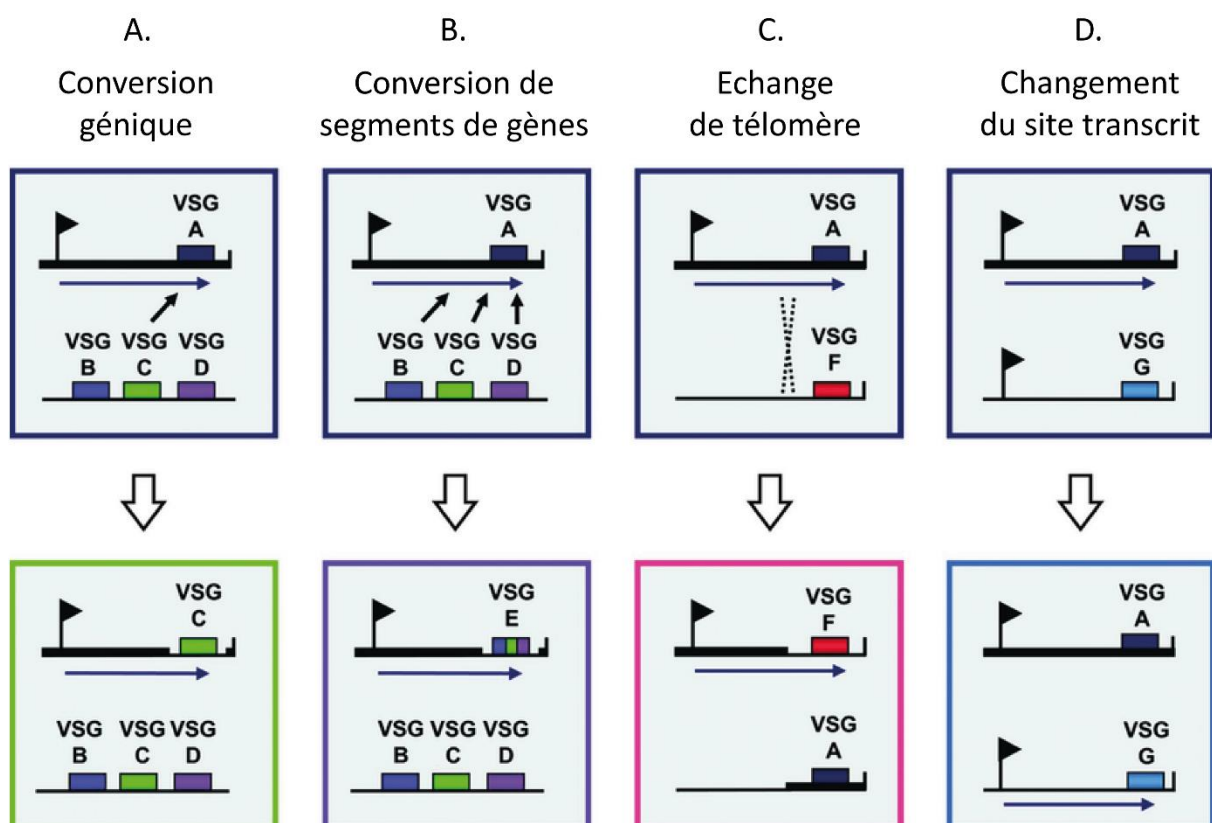 A.
Conversion
génique
B.
Conversion de
segments de gènes
C.
Echange
de télomère
D.
Changement
du site transcrit
VSG
A
VSG VSG VSG
B C D
VSG
A
VSG VSG VSG
B C D
VSG
A
VSG
F
VSG
A
VSG
G
VSG
C
VSG VSG VSG
B C D
VSG
E
VSG VSG VSG
B C D
VSG
F
VSG
A
VSG
A
VSG
G